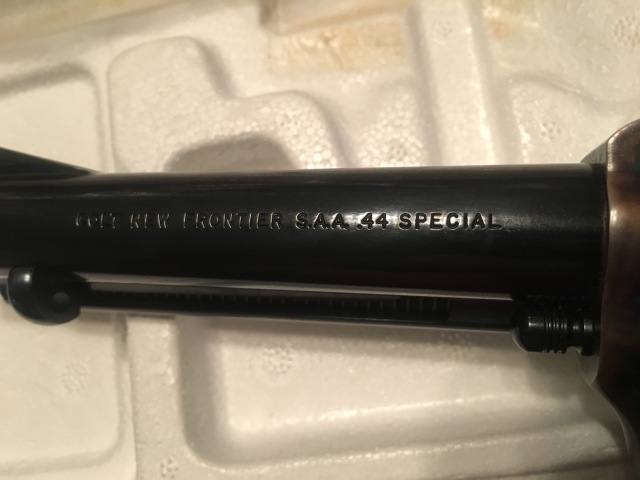 COLT NEW FRONTIER S.A.A. .44 SPECIAL